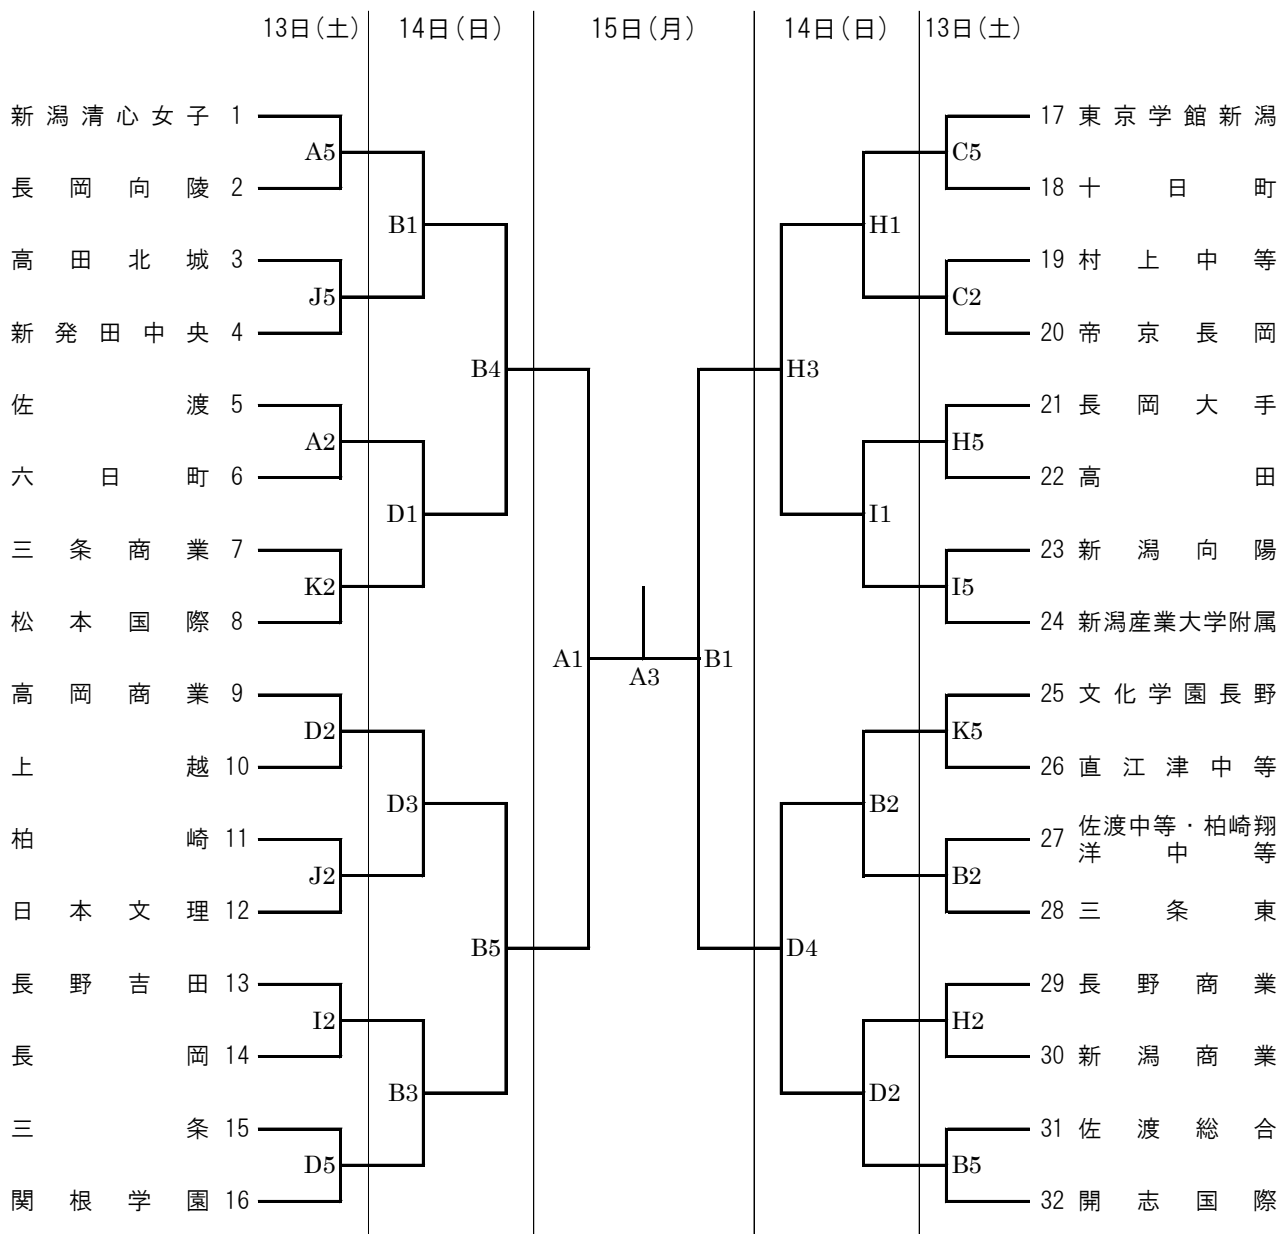 13日(土) 14日(日) 15日(月) 14日(日) 13日(土)
新潟清心女子 1
A5
長岡向陵 2
B1
高田北城 3
J5
新発田中央 4
B4
佐渡 5
A2
六日町 6
D1
三条商業 7
K2
松本国際 8
A1
高岡商業 9
D2
上越 10
D3
柏崎 11
J2
日本文理 12
B5
長野吉田 13
I2
長岡 14
B3
三条 15
D5
関根学園 16
A3
17 東京学館新潟
C5
18 十日町
H1
19 村上中等
C2
20 帝京長岡
H3
21 長岡大手
H5
22 高田
I1
23 新潟向陽
I5
24 新潟産業大学附属
B1
25 文化学園長野
K5
26 直江津中等
B2
27 佐渡中等・柏崎翔
洋中等
B2
28 三条東
D4
29 長野商業
H2
30 新潟商業
D2
31 佐渡総合
B5
32 開志国際